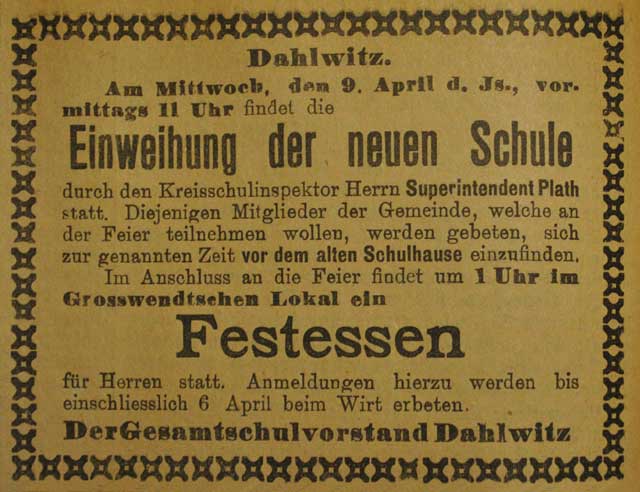 Dahlwitz.
Am Mittwoch, den 9. April d. Js., vor-
mittags 11 Uhr findet die
Einweihung der neuen Schule
durch den Kreisschulinspektor Herrn Superintendent Plath
statt. Diejenigen Mitglieder der Gemeinde, welche an
der Feier teilnehmen wollen, werden gebeten, sich
zur genannten Zeit vor dem alten Schulhause einzufinden.
Im Anschluss an die Feier findet um 1 Uhr im
Grosswendtschen Lokal ein
Festessen
für Herren statt. Anmeldungen hierzu werden bis
einschliesslich 6 April beim Wirt erbeten.
Der Gesamtschulvorstand Dahlwitz